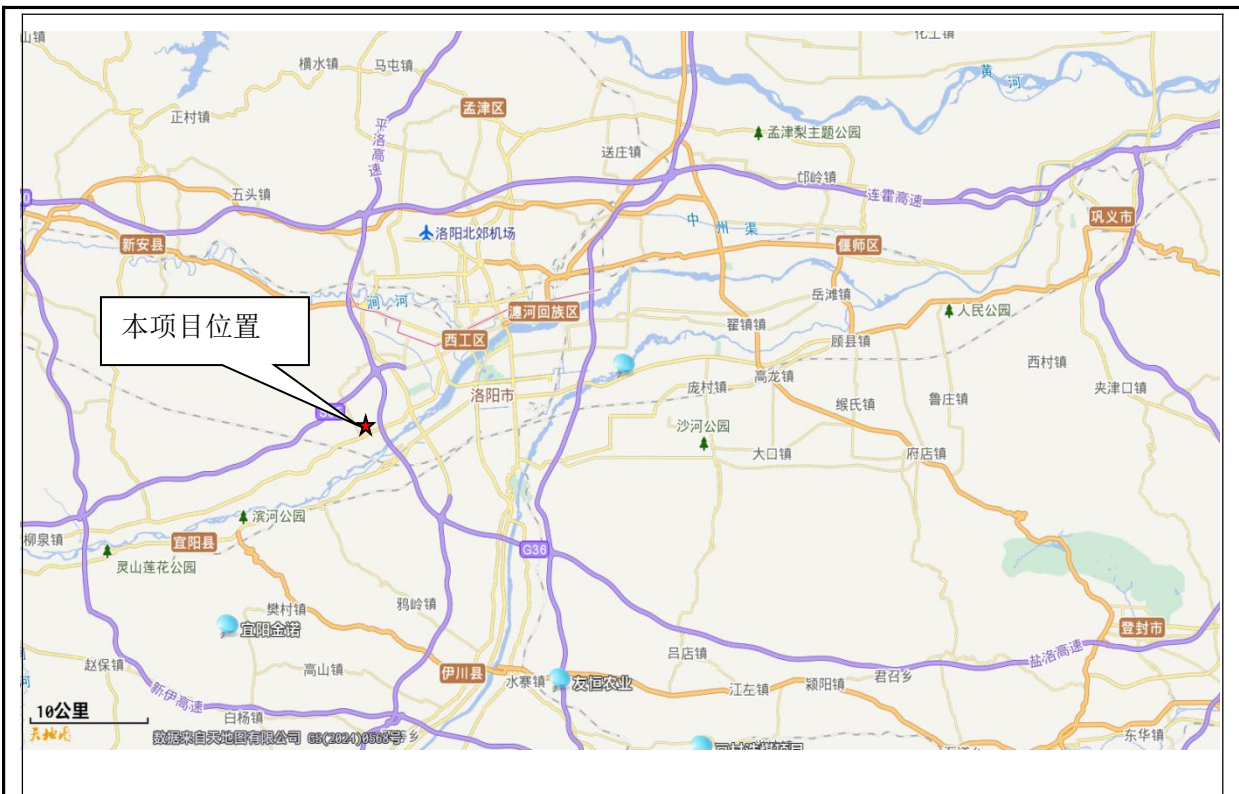 山镇
横水镇
马屯镇
黄河
孟津区
正村镇
平洛高速
孟津梨主题公园
送庄镇
邙岭镇
五头镇
连霍高速
巩义市
中州渠
洛阳北郊机场
新安县
偃师区
岳滩镇
涧河
瀍河回族区
人民公园
本项目位置
翟镇镇
西工区
顾县镇
西村镇
高龙镇
庞村镇
夹津口镇
洛阳市
缑氏镇
鲁庄镇
沙河公园
大口镇
府店镇
滨河公园
柳泉镇
宜阳县
G36
灵山莲花公园
樊村镇
鸦岭镇
宜阳金诺
登封市
吕店镇
盐洛高速
赵保镇
高山镇
伊川县
水寨镇
友恒农业
君召乡
颍阳镇
江左镇
新伊高速
10公里
白杨镇
天地图
数据来自天地图有限公司 GS(2024)0568号
乡
东华镇